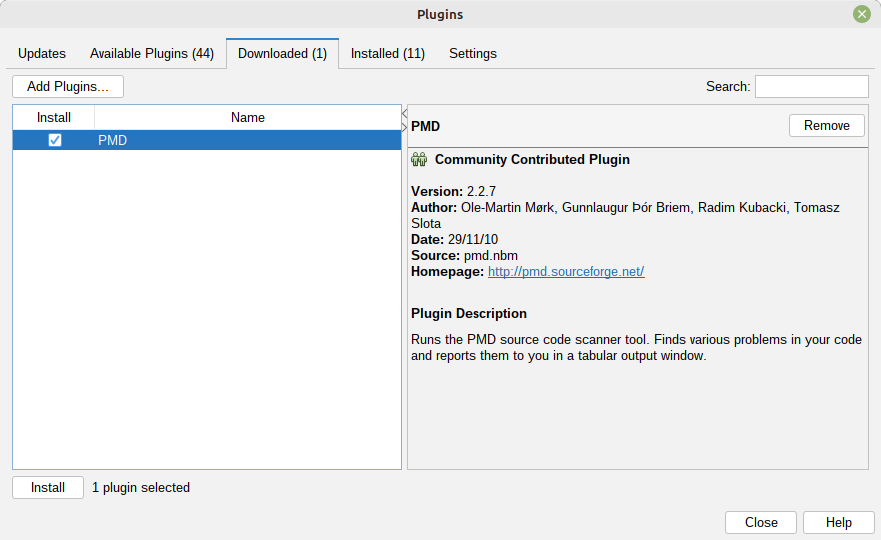 Plugins
Updates Available Plugins (44) Downloaded (1) Installed (11) Settings
Add Plugins...
Search:
Install Name
PMD
PMD
Remove
Community Contributed Plugin
Version: 2.2.7
Author: Ole-Martin Mørk, Gunnlaugur Þór Briem, Radim Kubacki, Tomasz
Slota
Date: 29/11/10
Source: pmd.nbm
Homepage: http://pmd.sourceforge.net/
Plugin Description
Runs the PMD source code scanner tool. Finds various problems in your code
and reports them to you in a tabular output window.
Install 1 plugin selected
Close Help